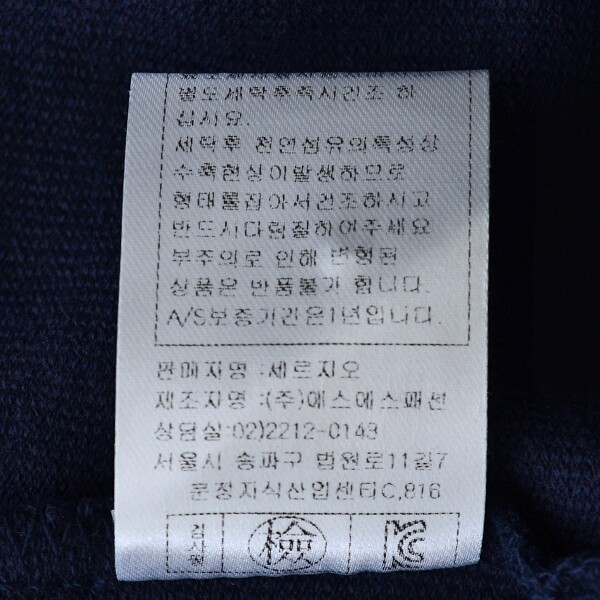 별도세탁후즉시건조 하
십시요.
세탁후 천연섬유의특성상
수축현상이발생하므로
형태를잡아서건조하시고
반드시다림질하여주세요
부주의로 인해 변형된
상품은 반품불가 합니다.
A/S보증기간은1년입니다.
판매자명 :세르지오
제조자명 :(주)에스에스패션
상담실:02)2212-0143
서울시 송파구 법원로11길7
문정지식산업센터C,816
검사필 檢 KC